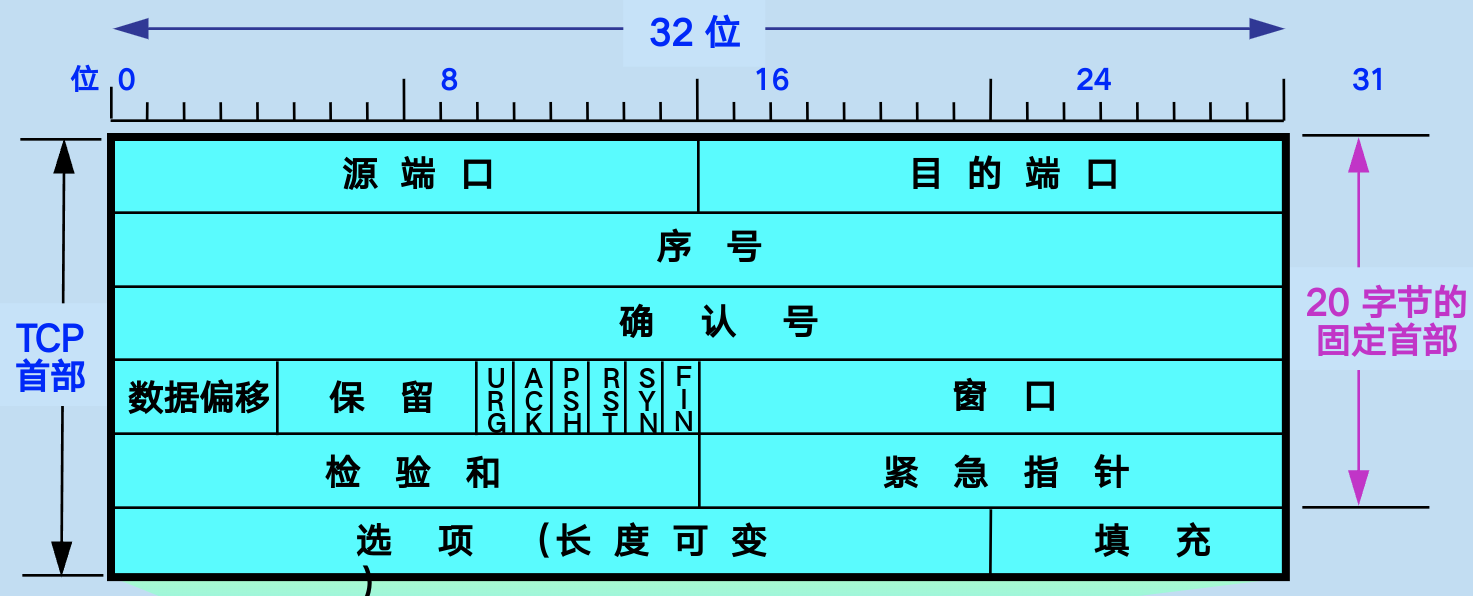 32 位
位 0 8 16 24 31
源 端 口 目 的 端 口
序 号
确 认 号
TCP
首部
20 字节的
固定首部
数据偏移 保 留 URG ACK PSH RST SYN FIN 窗 口
检 验 和 紧 急 指 针
选 项 (长 度 可 变 填 充
)